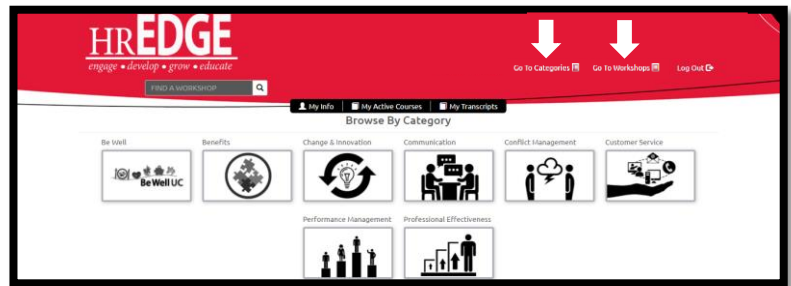 HREDGE
engage • develop • grow • educate
Go To Categories
Go To Workshops
Log Out
FIND A WORKSHOP
My Info
My Active Courses
My Transcripts
Browse By Category
Be Well
Benefits
Change & Innovation
Communication
Conflict Management
Customer Service
Be Well UC
Performance Management
Professional Effectiveness